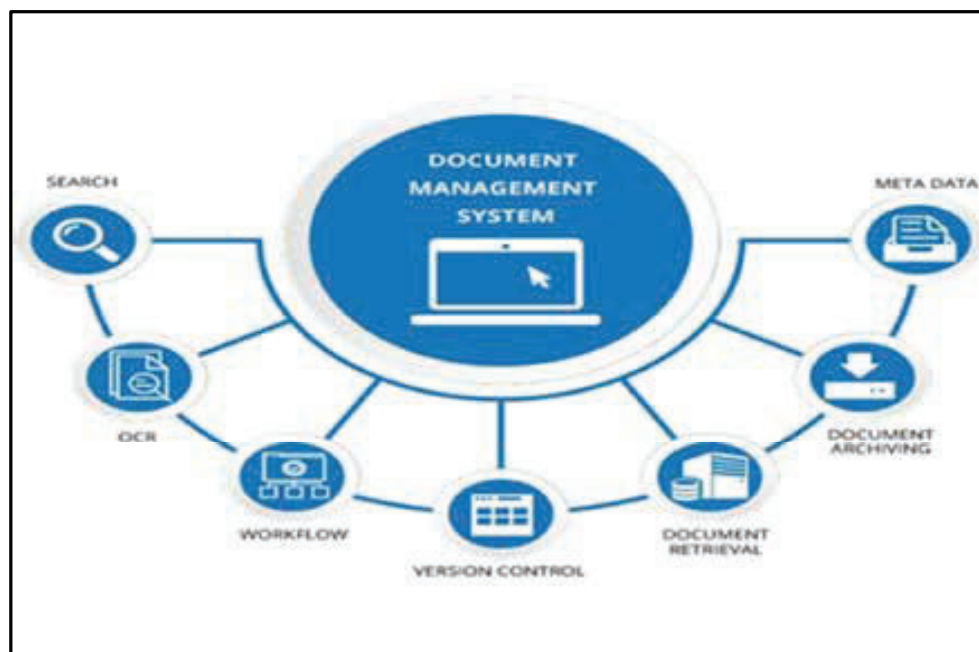 DOCUMENT
MANAGEMENT
SYSTEM
SEARCH
OCR
WORKFLOW
VERSION CONTROL
DOCUMENT
RETRIEVAL
DOCUMENT
ARCHIVING
META DATA